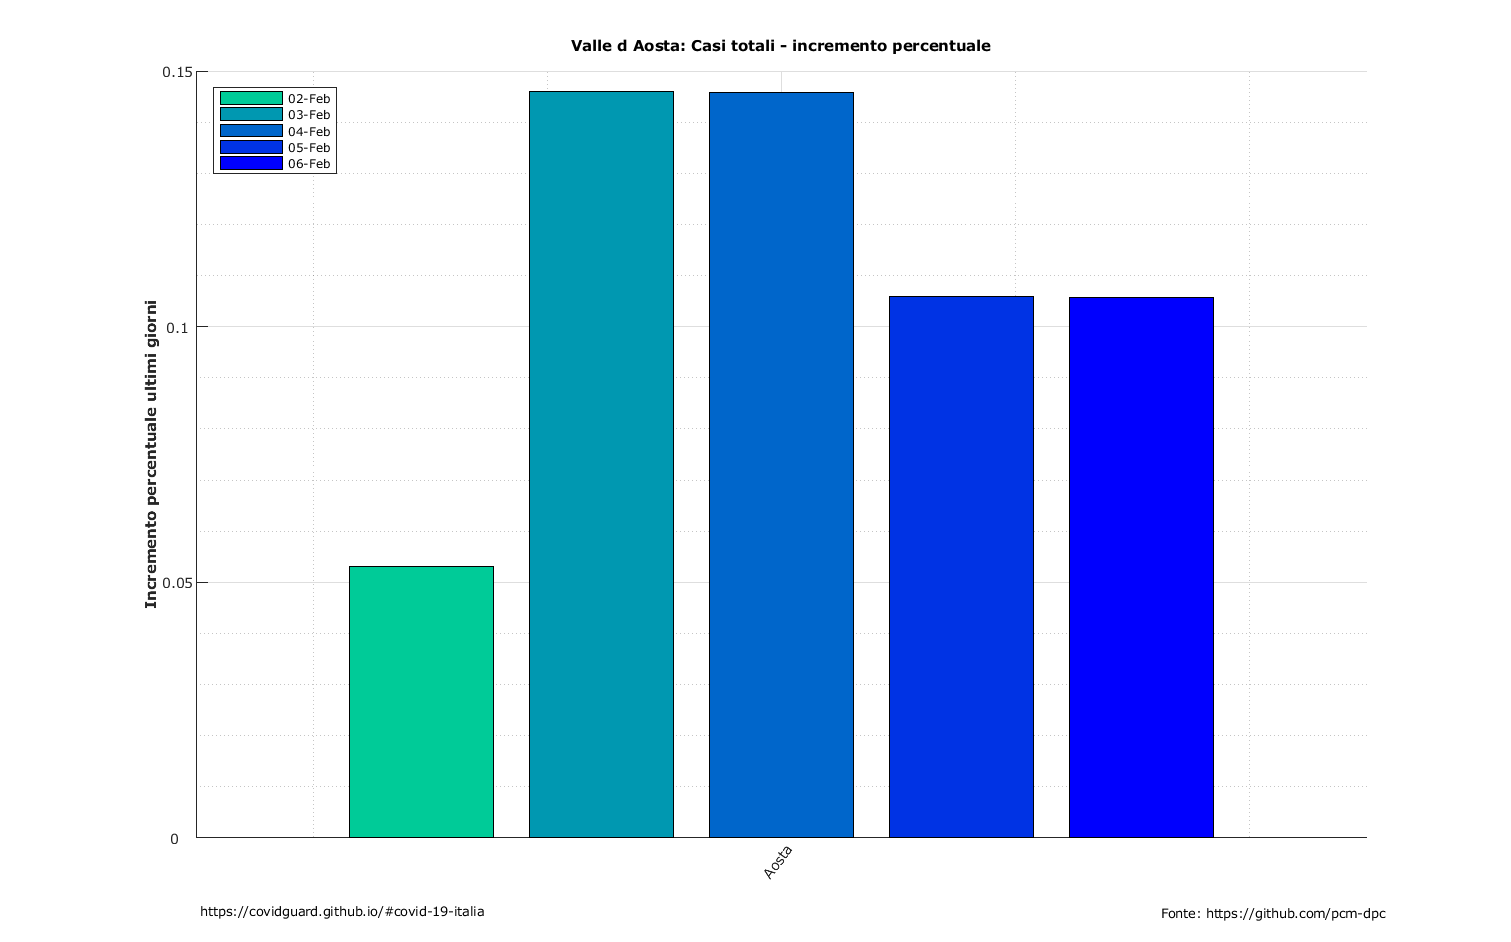 Valle d Aosta: Casi totali - incremento percentuale
0.15
02-Feb
03-Feb
04-Feb
05-Feb
06-Feb
Incremento percentuale ultimi giorni
0.1
0.05
0
Aosta
https://covidguard.github.io/#covid-19-italia
Fonte: https://github.com/pcm-dpc